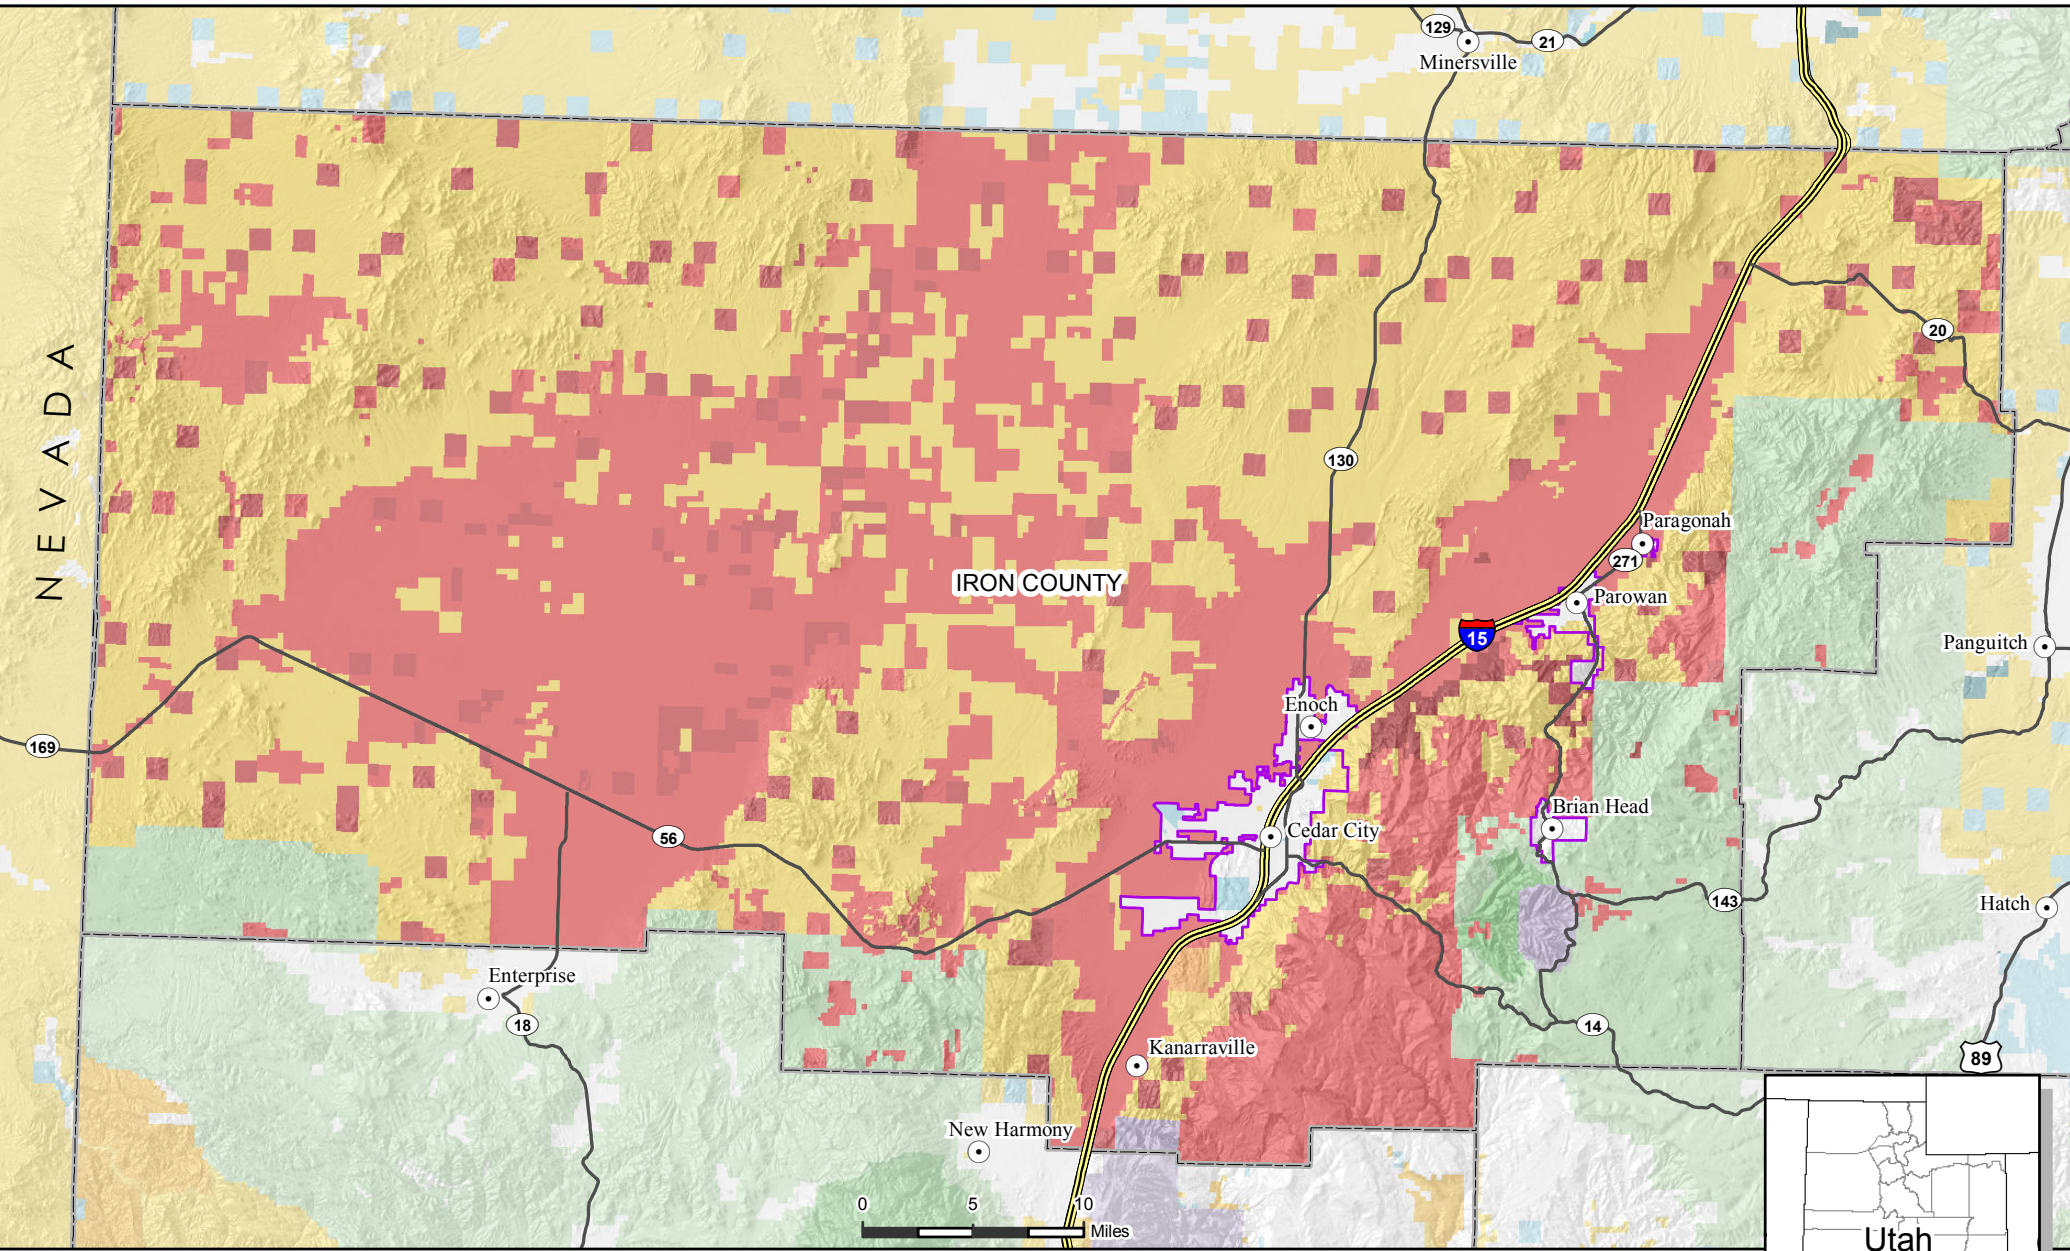 129
21
Minersville
NEVADA
20
130
Paragonah
271
IRON COUNTY
Parowan
15
Panguitch
Enoch
169
Brian Head
56
Cedar City
143
Hatch
Enterprise
18
14
Kanarraville
89
New Harmony
0 5 10
Miles
Utah